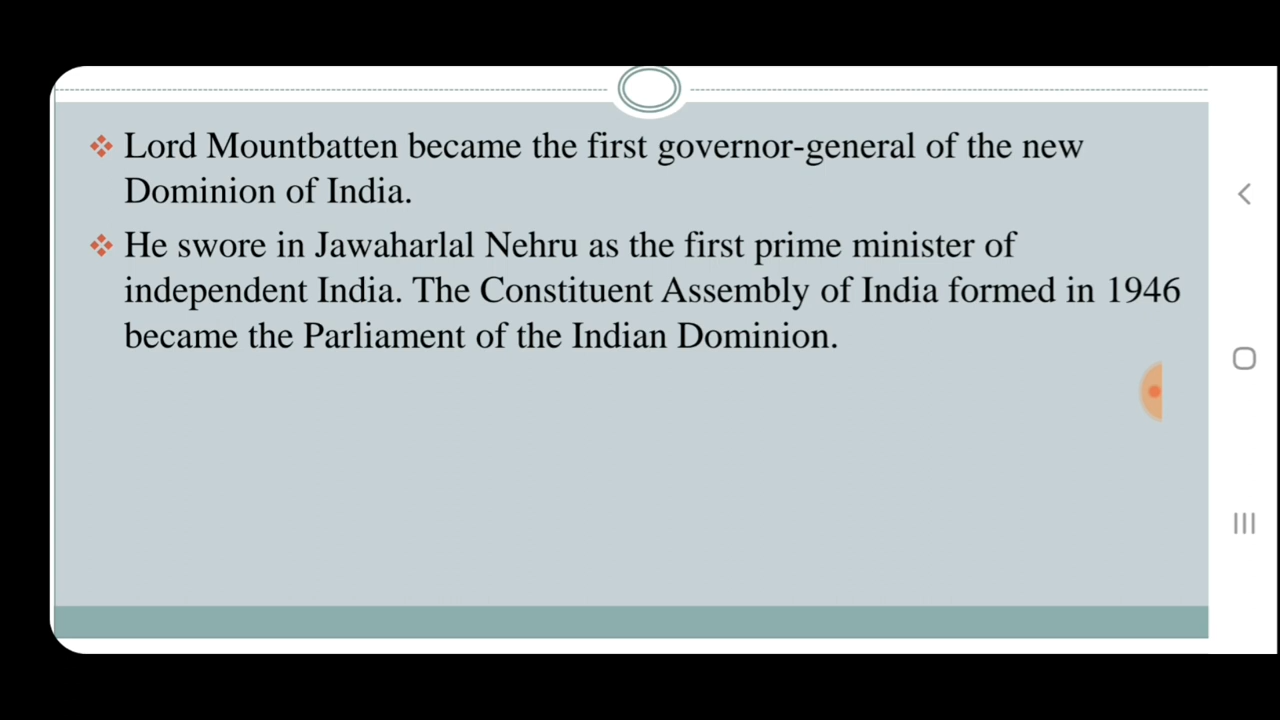 Lord Mountbatten became the first governor-general of the new
Dominion of India.
He swore in Jawaharlal Nehru as the first prime minister of
independent India. The Constituent Assembly of India formed in 1946
became the Parliament of the Indian Dominion.